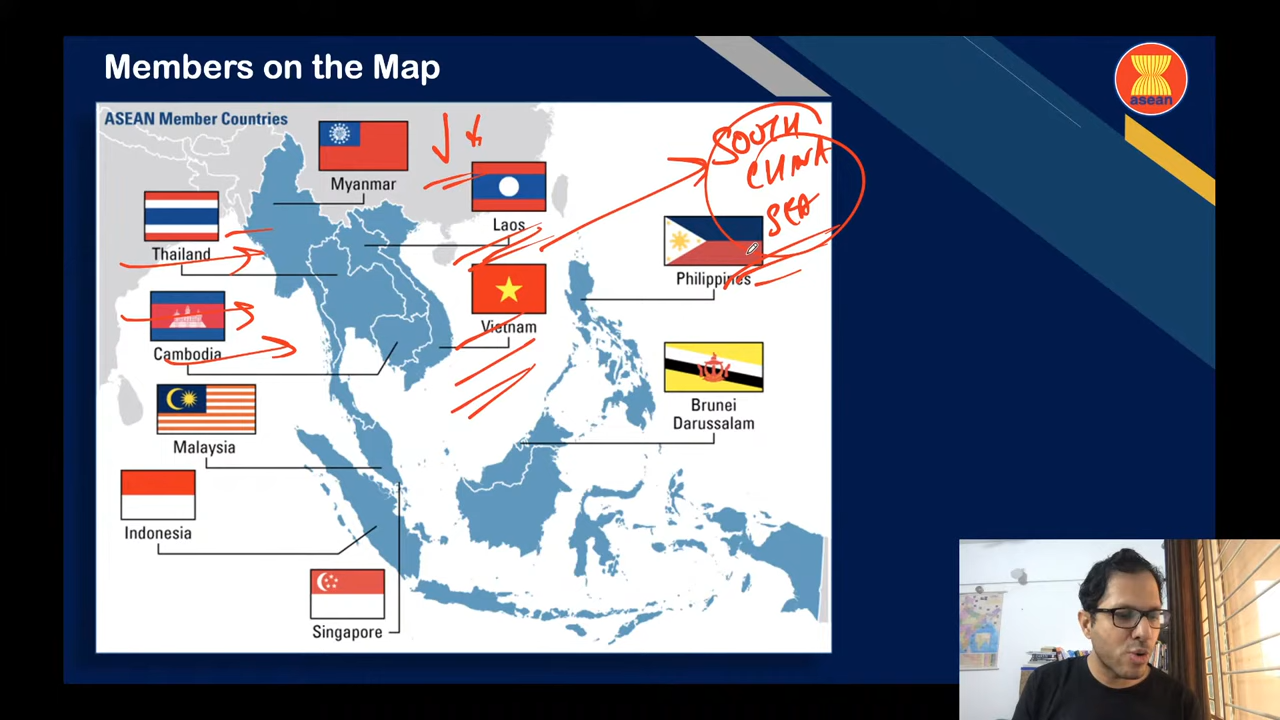 Members on the Map
asean
ASEAN Member Countries
SOUTH
CHINA
SEA
Myanmar
Laos
Thailand
Philippines
Vietnam
Cambodia
Brunei
Darussalam
Malaysia
Indonesia
Singapore